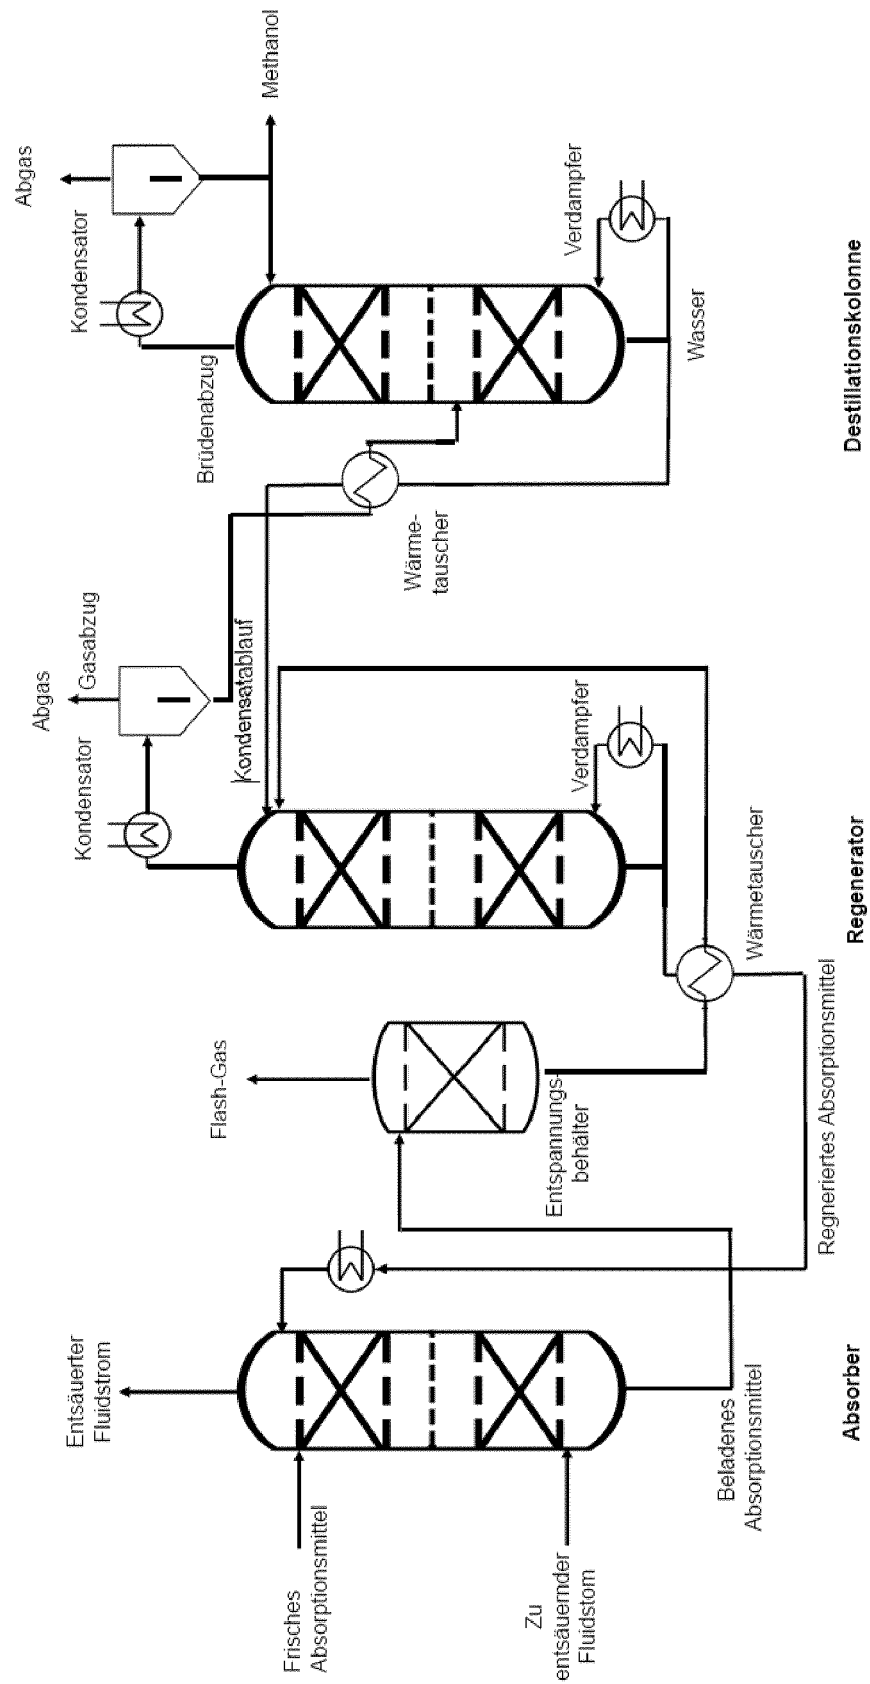 Entsäuerter
Fluidstrom
Frisches
Absorptionsmittel
Zu
entsäuernder
Fluidstom
Beladenes
Absorptionsmittel
Absorber
Flash-Gas
Entspannungs-
behälter
Regneriertes Absorptionsmittel
Wärmetauscher
Abgas
Gasabzug
Kondensator
Kondensatablauf
Verdampfer
Regenerator
Wärme-
tauscher
Abgas
Kondensator
Brüdenabzug
Methanol
Verdampfer
Wasser
Destillationskolonne